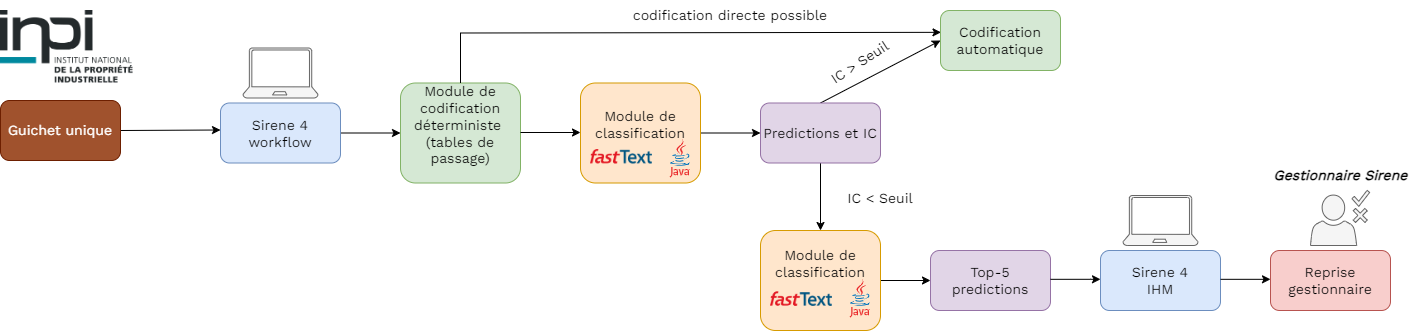 inpi
INSTITUT NATIONAL
DE LA PROPRIÉTÉ
INDUSTRIELLE
Guichet unique
Sirene 4
workflow
Module de
codification
déterministe
(tables de
passage)
codification directe possible
Module de
classification
fastText
Java
Predictions et IC
IC > Seuil
Codification
automatique
IC < Seuil
Module de
classification
fastText
Java
Top-5
predictions
Sirene 4
IHM
Gestionnaire Sirene
Reprise
gestionnaire